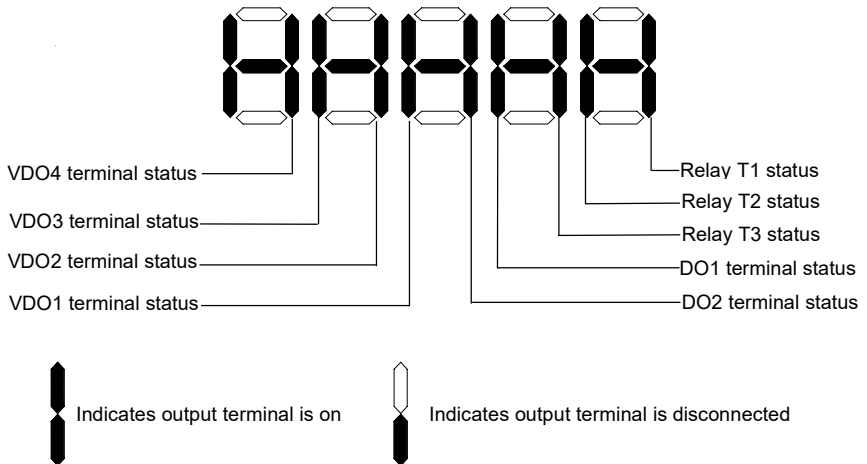 VDO4 terminal status
VDO3 terminal status
VDO2 terminal status
VDO1 terminal status
Relay T1 status
Relay T2 status
Relay T3 status
DO1 terminal status
DO2 terminal status
Indicates output terminal is on
Indicates output terminal is disconnected